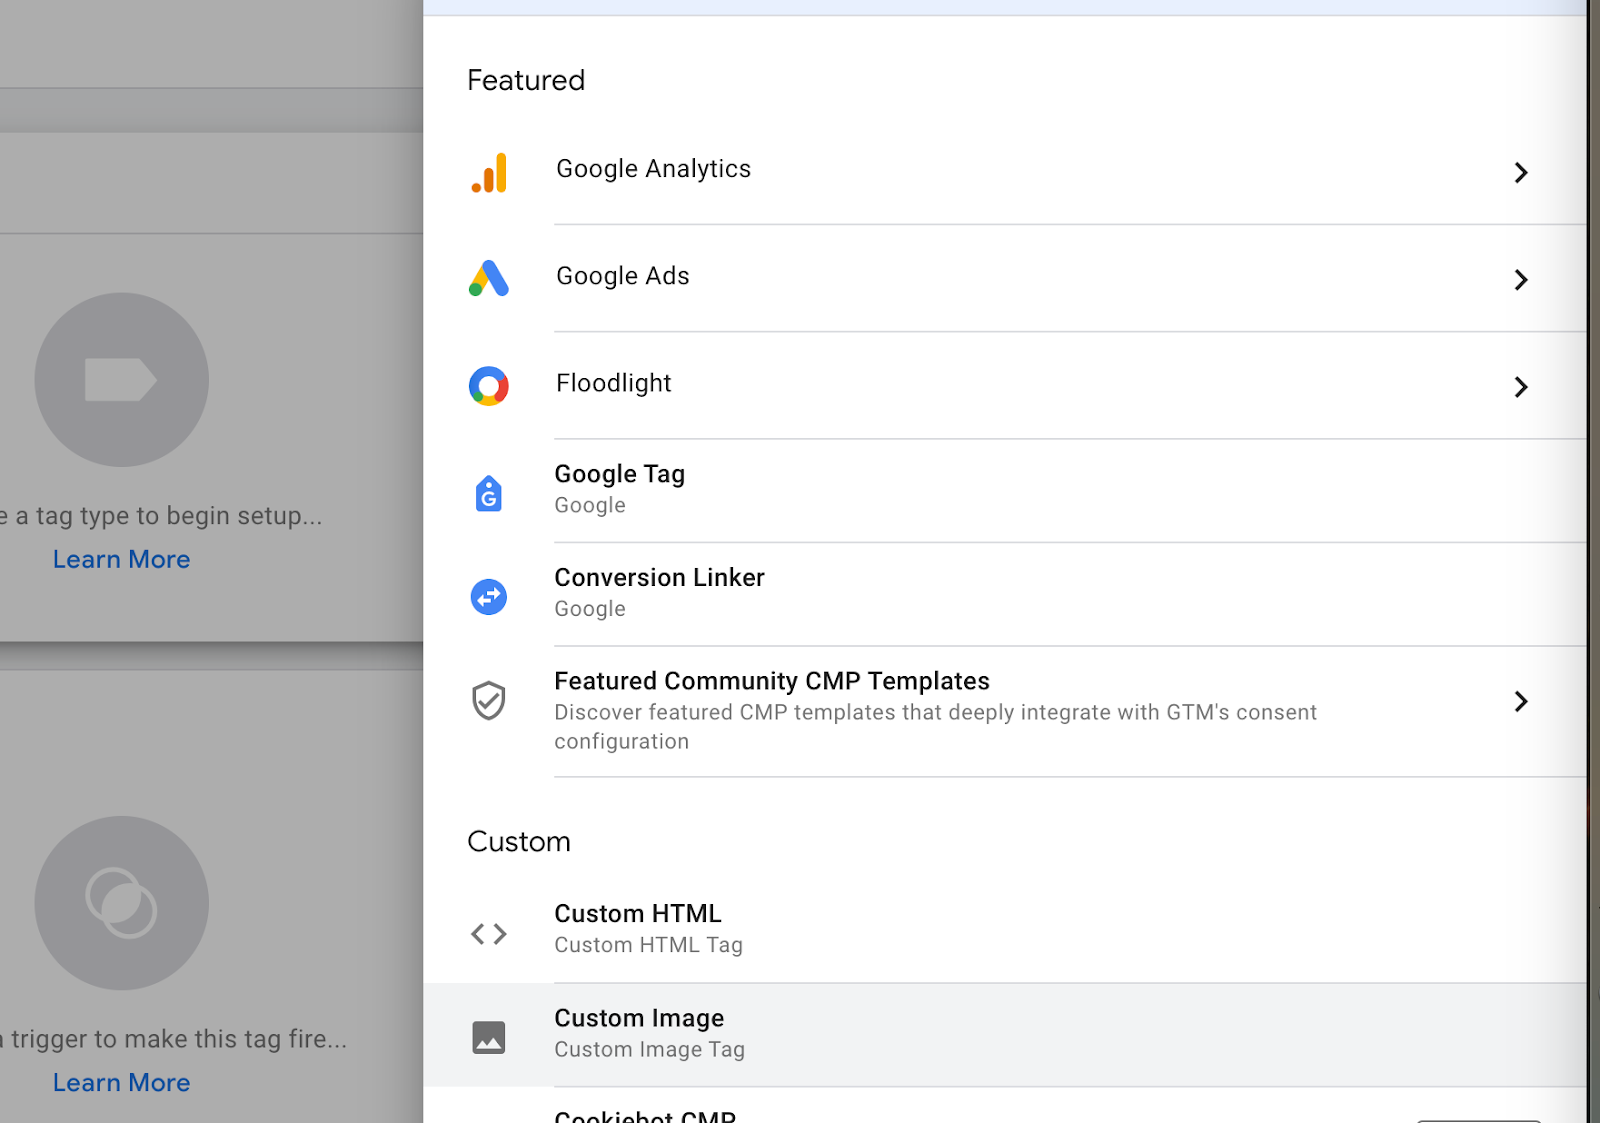 Featured
Google Analytics
Google Ads
Floodlight
Google Tag
Google
Conversion Linker
Google
Featured Community CMP Templates
Discover featured CMP templates that deeply integrate with GTM's consent
configuration
Custom
Custom HTML
Custom HTML Tag
Custom Image
Custom Image Tag
Cookiebot CMP
a tag type to begin setup...
Learn More
trigger to make this tag fire...
Learn More